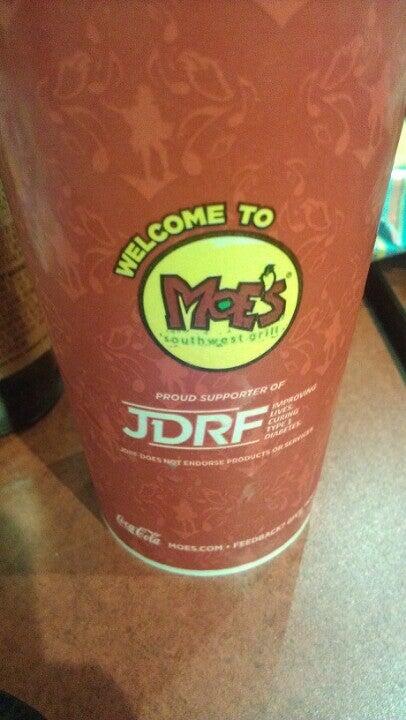 WELCOME TO
MOE'S®
southwest grill
PROUD SUPPORTER OF
JDRF
IMPROVING
LIVES.
CURING
TYPE 1
DIABETES.
JDRF DOES NOT ENDORSE PRODUCTS OR SERVICES
Coca-Cola MOES.COM • FEEDBACK?